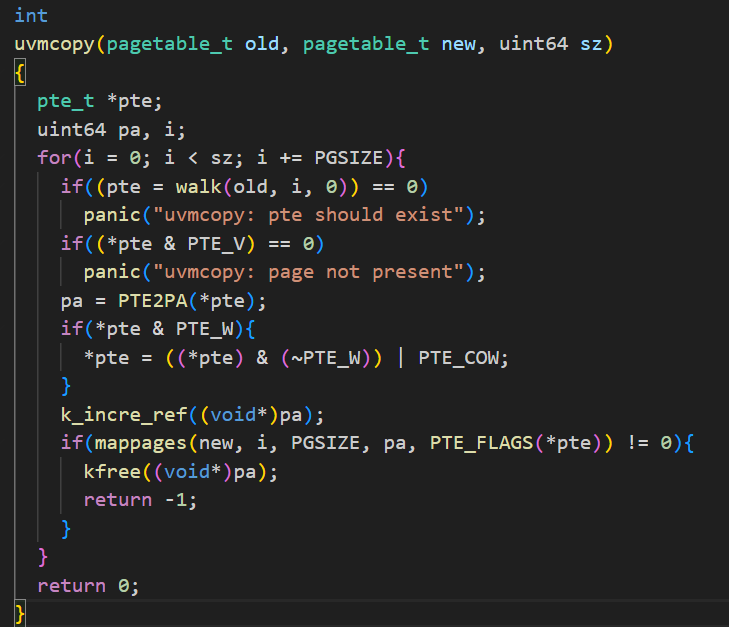 int
uvmcopy(pagetable_t old, pagetable_t new, uint64 sz)
{
  pte_t *pte;
  uint64 pa, i;
  for(i = 0; i < sz; i += PGSIZE){
    if((pte = walk(old, i, 0)) == 0)
      panic("uvmcopy: pte should exist");
    if((*pte & PTE_V) == 0)
      panic("uvmcopy: page not present");
    pa = PTE2PA(*pte);
    if(*pte & PTE_W){
      *pte = ((*pte) & (~PTE_W)) | PTE_COW;
    }
    k_incre_ref((void*)pa);
    if(mappages(new, i, PGSIZE, pa, PTE_FLAGS(*pte)) != 0){
      kfree((void*)pa);
      return -1;
    }
  }
  return 0;
}